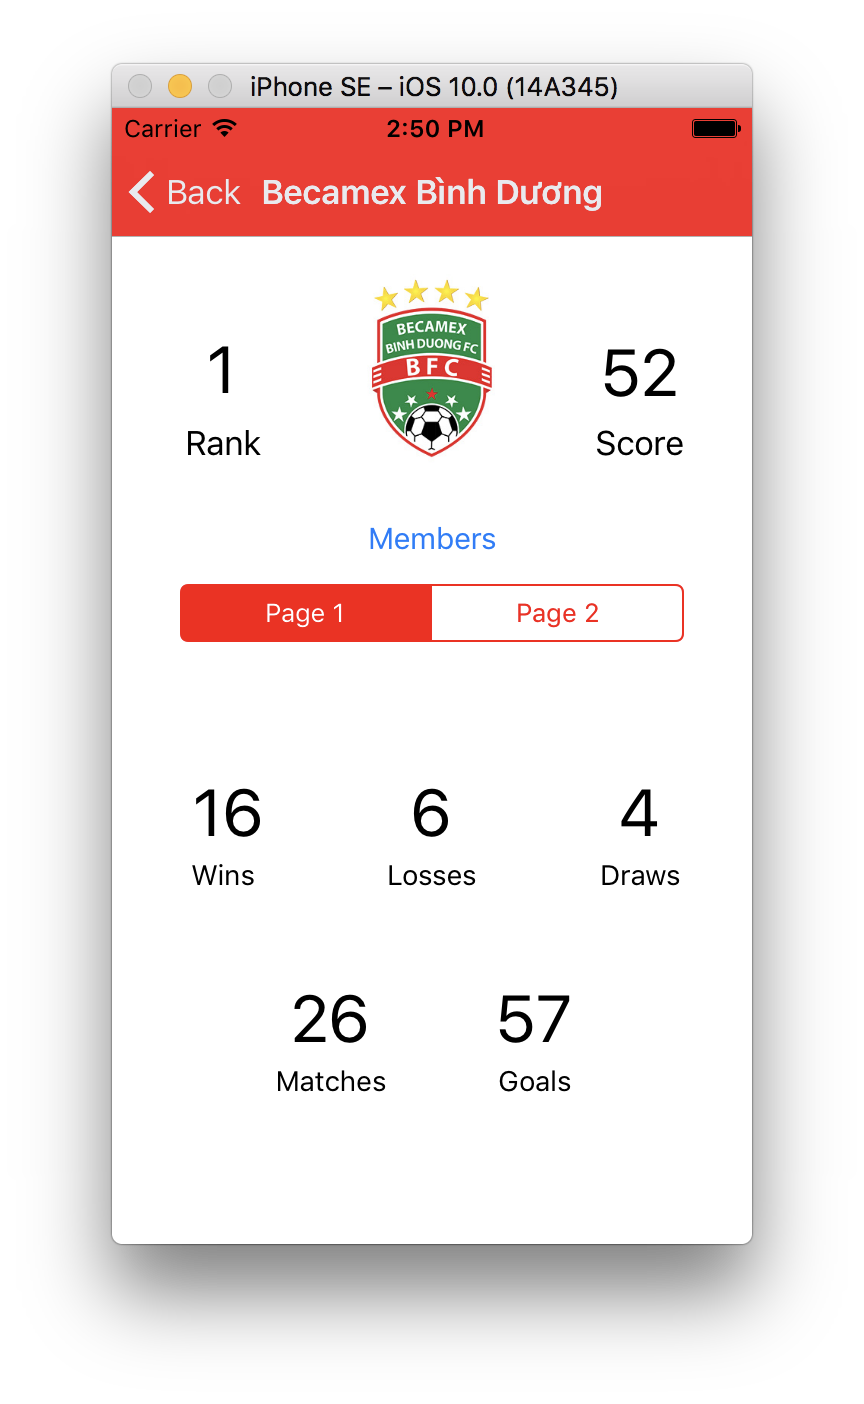 iPhone SE – iOS 10.0 (14A345)
Carrier 2:50 PM
Back Becamex Bình Dương
BECAMEX
BINH DUONG FC
BFC
1 52
Rank Score
Members
Page 1 Page 2
16 6 4
Wins Losses Draws
26 57
Matches Goals